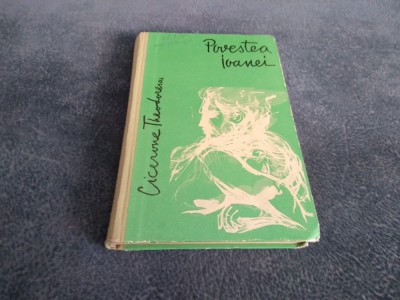 Povestea
ioanei
Cicerone Theodorescu